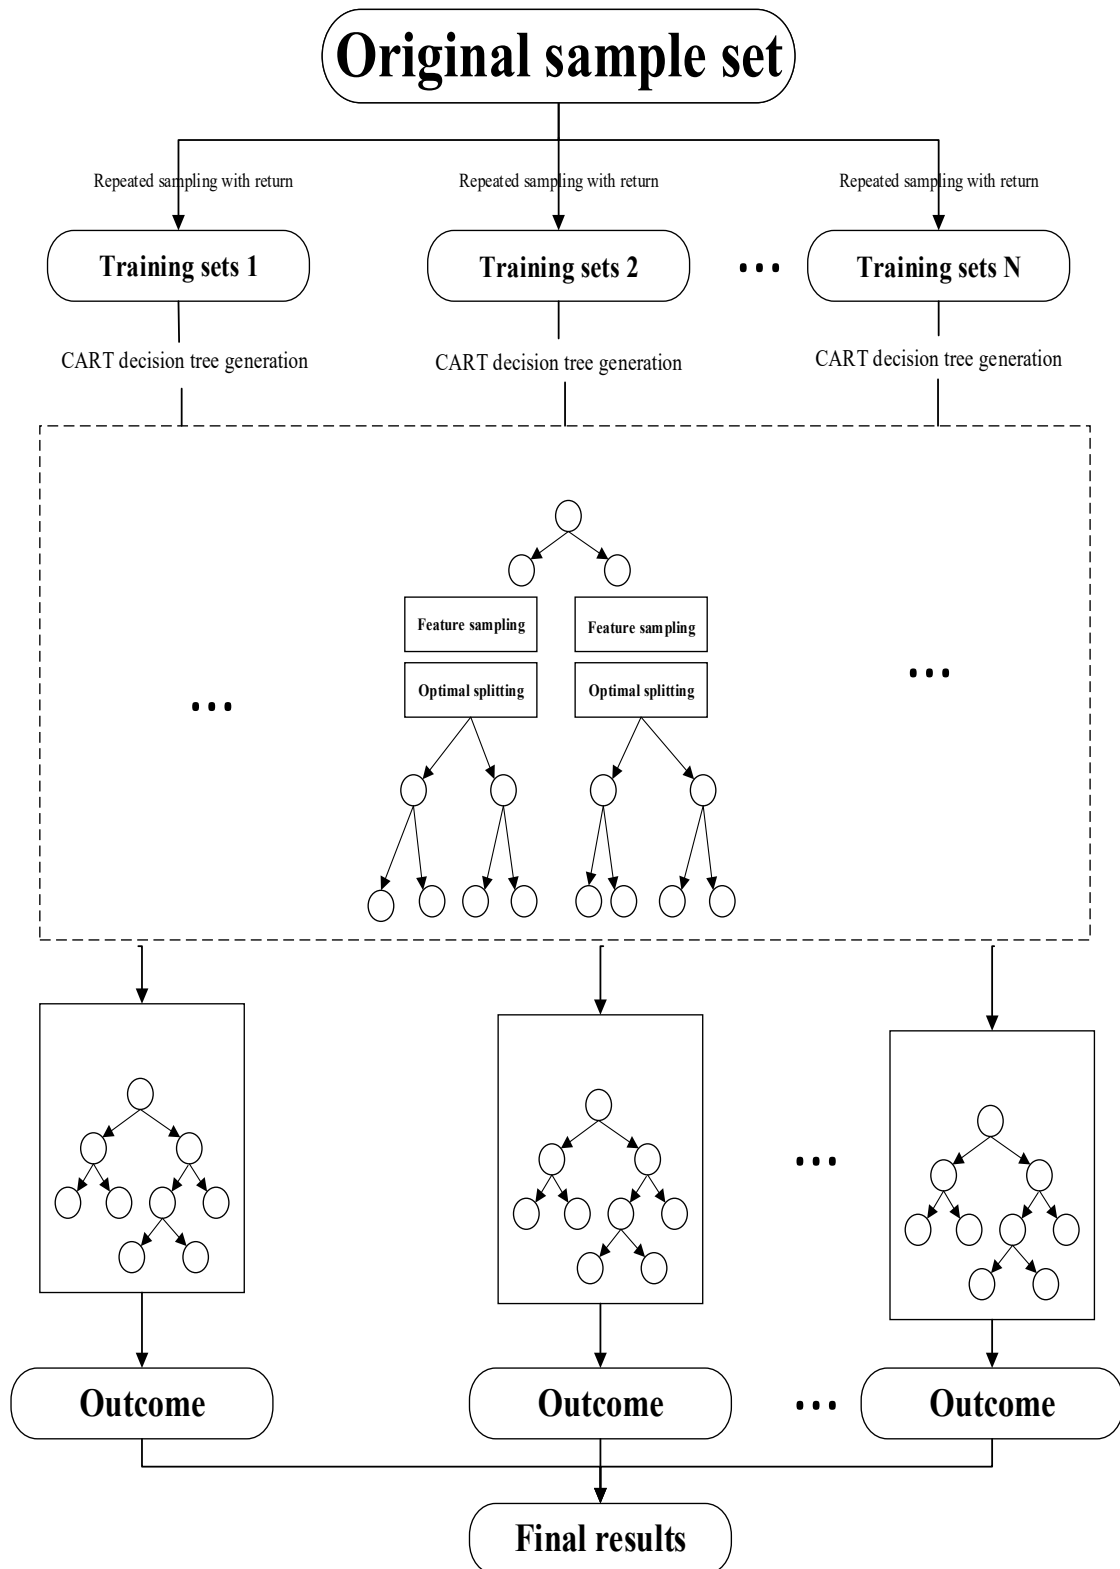 Original sample set
Repeated sampling with return
Repeated sampling with return
Repeated sampling with return
Training sets 1
Training sets 2
...
Training sets N
CART decision tree generation
CART decision tree generation
CART decision tree generation
Feature sampling
Feature sampling
Optimal splitting
Optimal splitting
...
...
...
Outcome
Outcome
...
Outcome
Final results